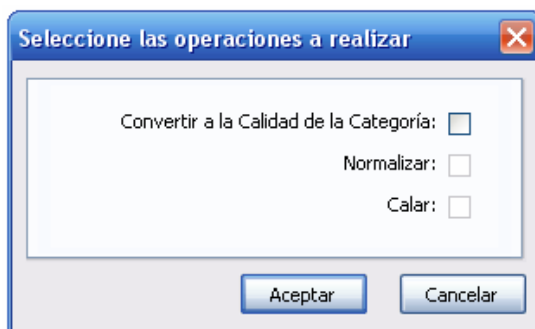 Seleccione las operaciones a realizar
Convertir a la Calidad de la Categoría:
Normalizar:
Calar:
Aceptar Cancelar